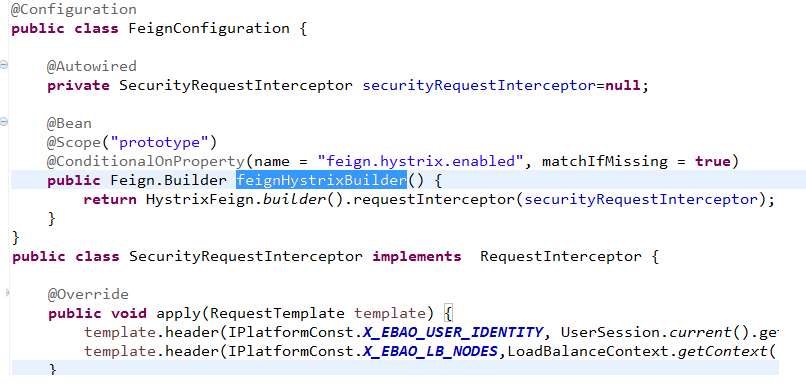 @Configuration
public class FeignConfiguration {
@Autowired
private SecurityRequestInterceptor securityRequestInterceptor=null;
@Bean
@Scope("prototype")
@ConditionalOnProperty(name = "feign.hystrix.enabled", matchIfMissing = true)
public Feign.Builder feignHystrixBuilder() {
return HystrixFeign.builder().requestInterceptor(securityRequestInterceptor);
}
}
public class SecurityRequestInterceptor implements  RequestInterceptor {
@Override
public void apply(RequestTemplate template) {
template.header(IPlatformConst.X_EBAO_USER_IDENTITY, UserSession.current().ge
template.header(IPlatformConst.X_EBAO_LB_NODES,LoadBalanceContext.getContext(
}